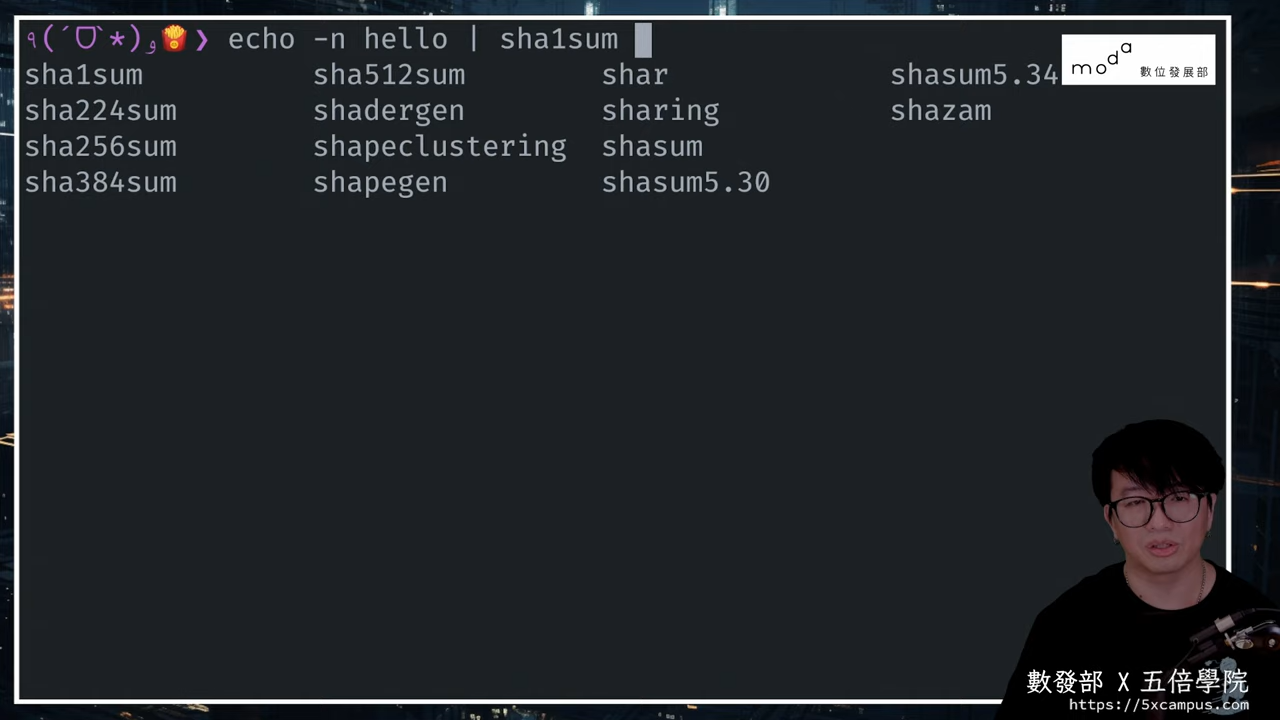 ٩(´ᗜ`*)و🍟❯ echo -n hello | sha1sum
sha1sum sha512sum shar shasum5.34
sha224sum shadergen sharing shazam
sha256sum shapeclustering shasum
sha384sum shapegen shasum5.30
moda 數位發展部
數發部 X 五倍學院
https://5xcampus.com